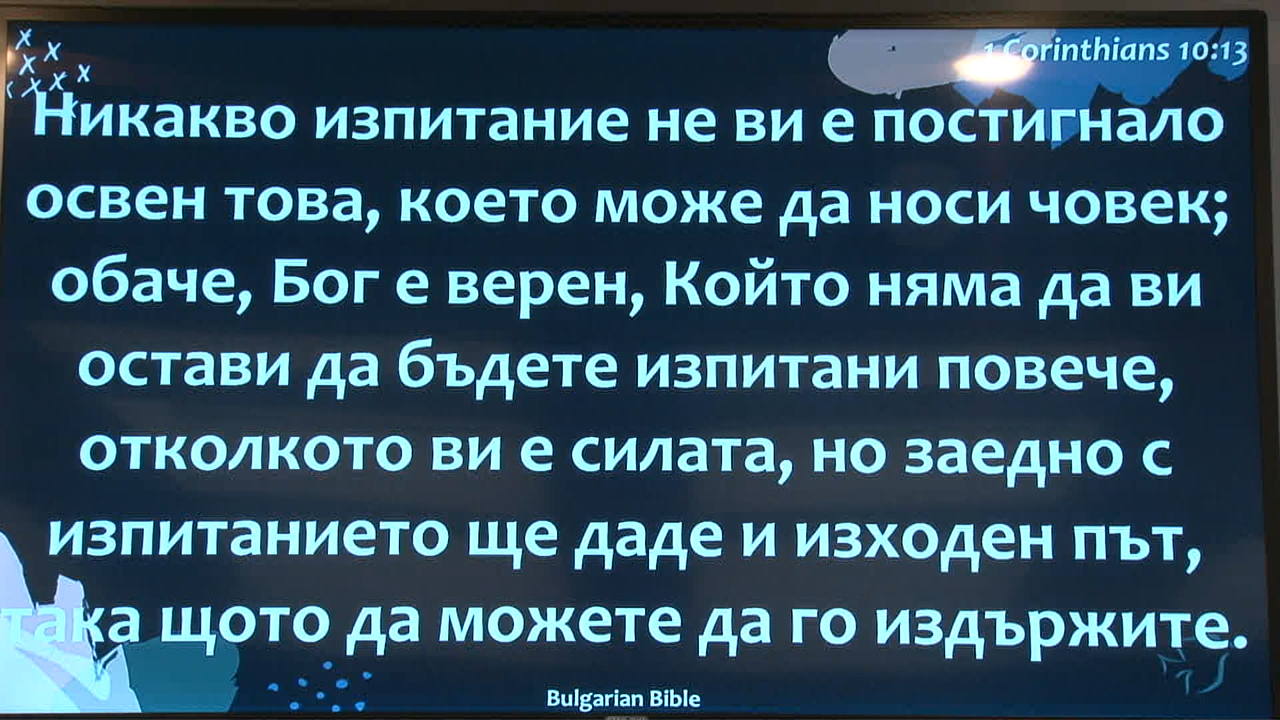 1 Corinthians 10:13
Никакво изпитание не ви е постигнало
освен това, което може да носи човек;
обаче, Бог е верен, Който няма да ви
остави да бъдете изпитани повече,
отколкото ви е силата, но заедно с
изпитанието ще даде и изходен път,
така щото да можете да го издържите.
Bulgarian Bible